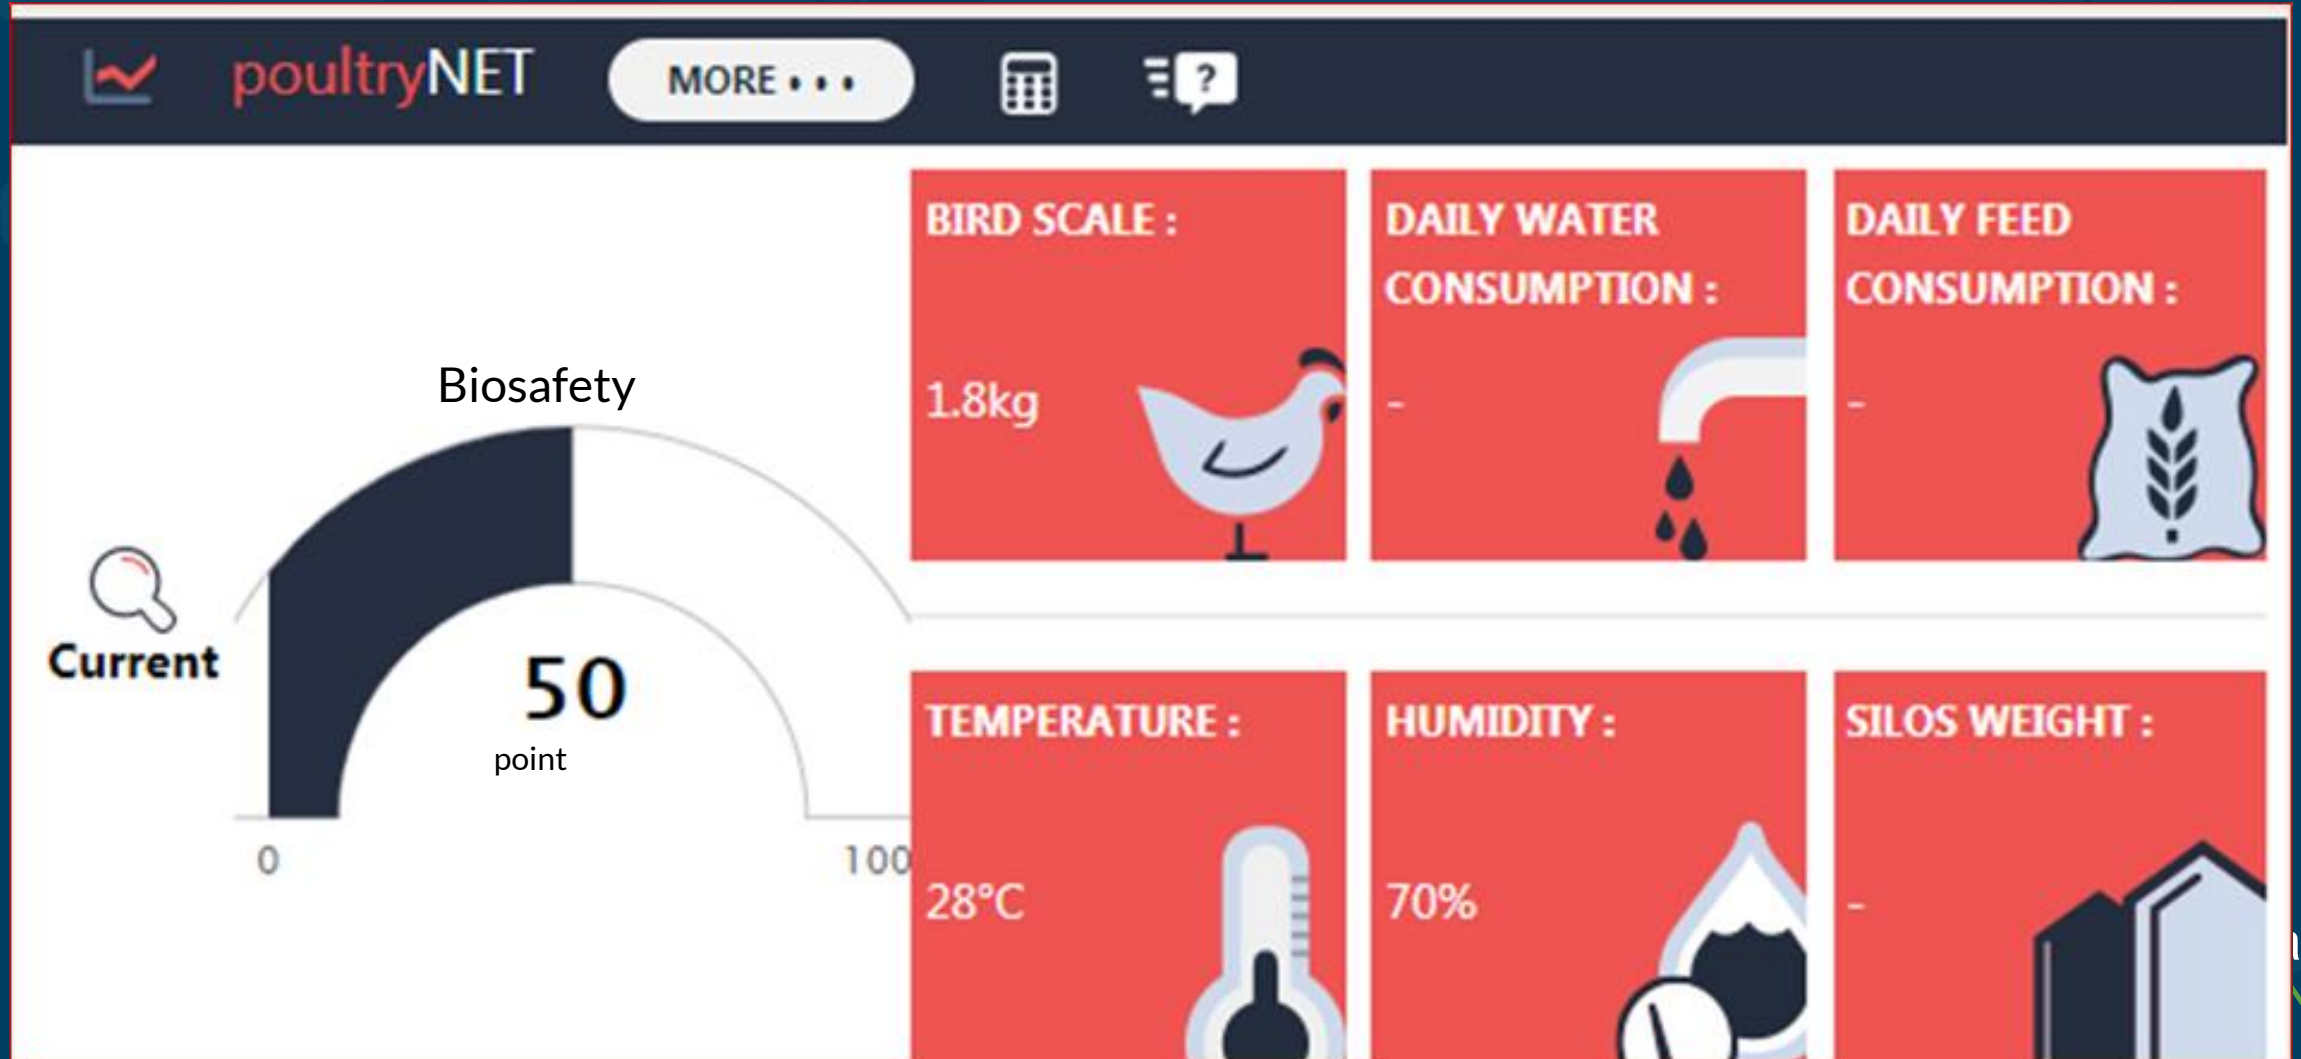 poultryNET
MORE •••
?
Biosafety
Current
50
point
0
100
BIRD SCALE :
1.8kg
DAILY WATER
CONSUMPTION :
-
DAILY FEED
CONSUMPTION :
-
TEMPERATURE :
28°C
HUMIDITY :
70%
SILOS WEIGHT :
-